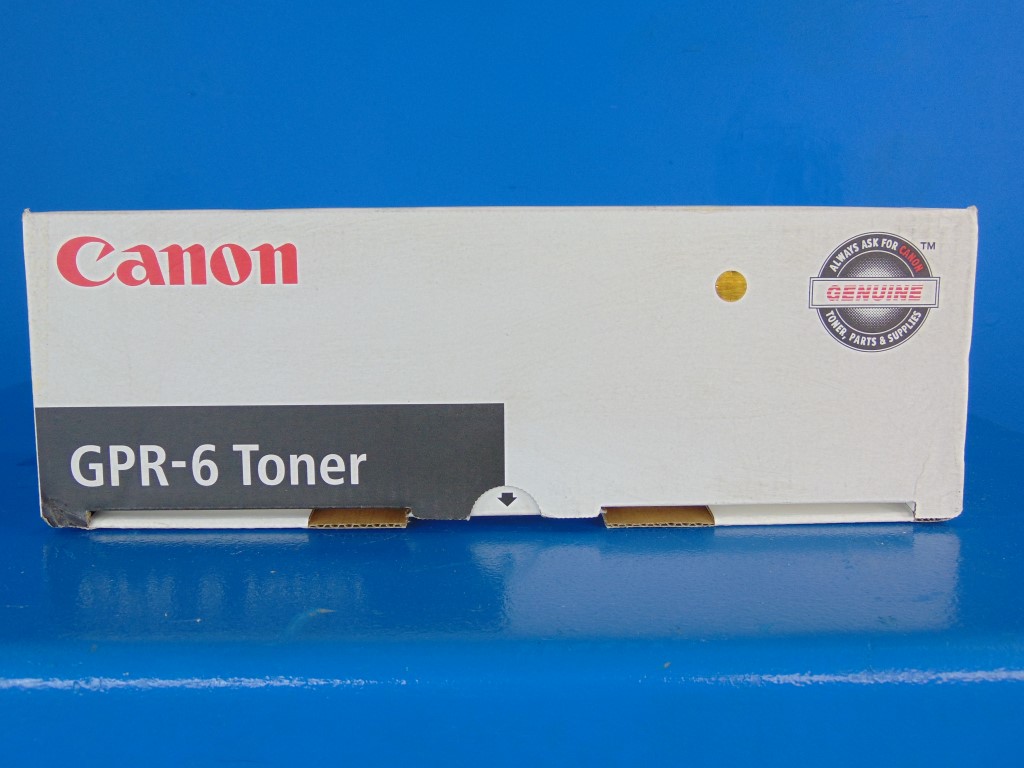 Canon
ALWAYS ASK FOR CANON
TM
GENUINE
TONER, PARTS & SUPPLIES
GPR-6 Toner